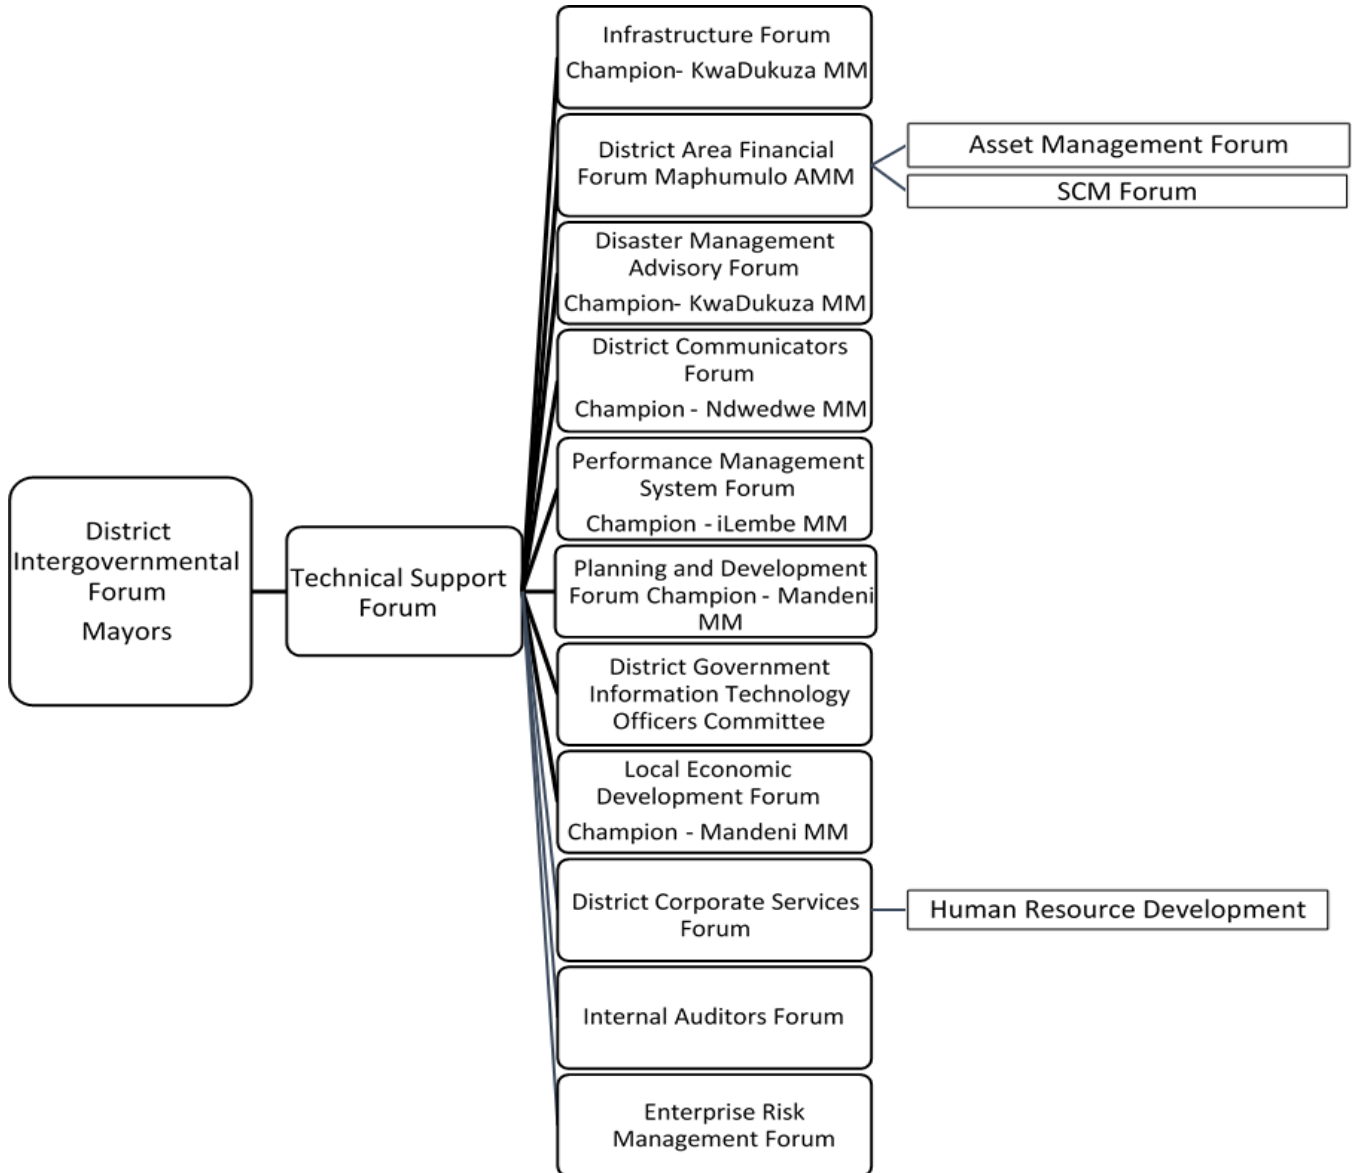 District
Intergovernmental
Forum
Mayors
Technical Support
Forum
Infrastructure Forum
Champion- KwaDukuza MM
District Area Financial
Forum Maphumulo AMM
Asset Management Forum
SCM Forum
Disaster Management
Advisory Forum
Champion- KwaDukuza MM
District Communicators
Forum
Champion - Ndwedwe MM
Performance Management
System Forum
Champion - iLembe MM
Planning and Development
Forum Champion - Mandeni
MM
District Government
Information Technology
Officers Committee
Local Economic
Development Forum
Champion - Mandeni MM
District Corporate Services
Forum
Human Resource Development
Internal Auditors Forum
Enterprise Risk
Management Forum